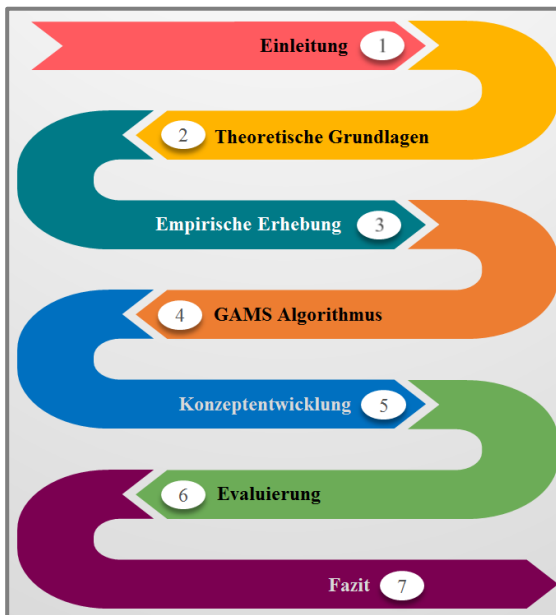 Einleitung 1
2 Theoretische Grundlagen
Empirische Erhebung 3
4 GAMS Algorithmus
Konzeptentwicklung 5
6 Evaluierung
Fazit 7